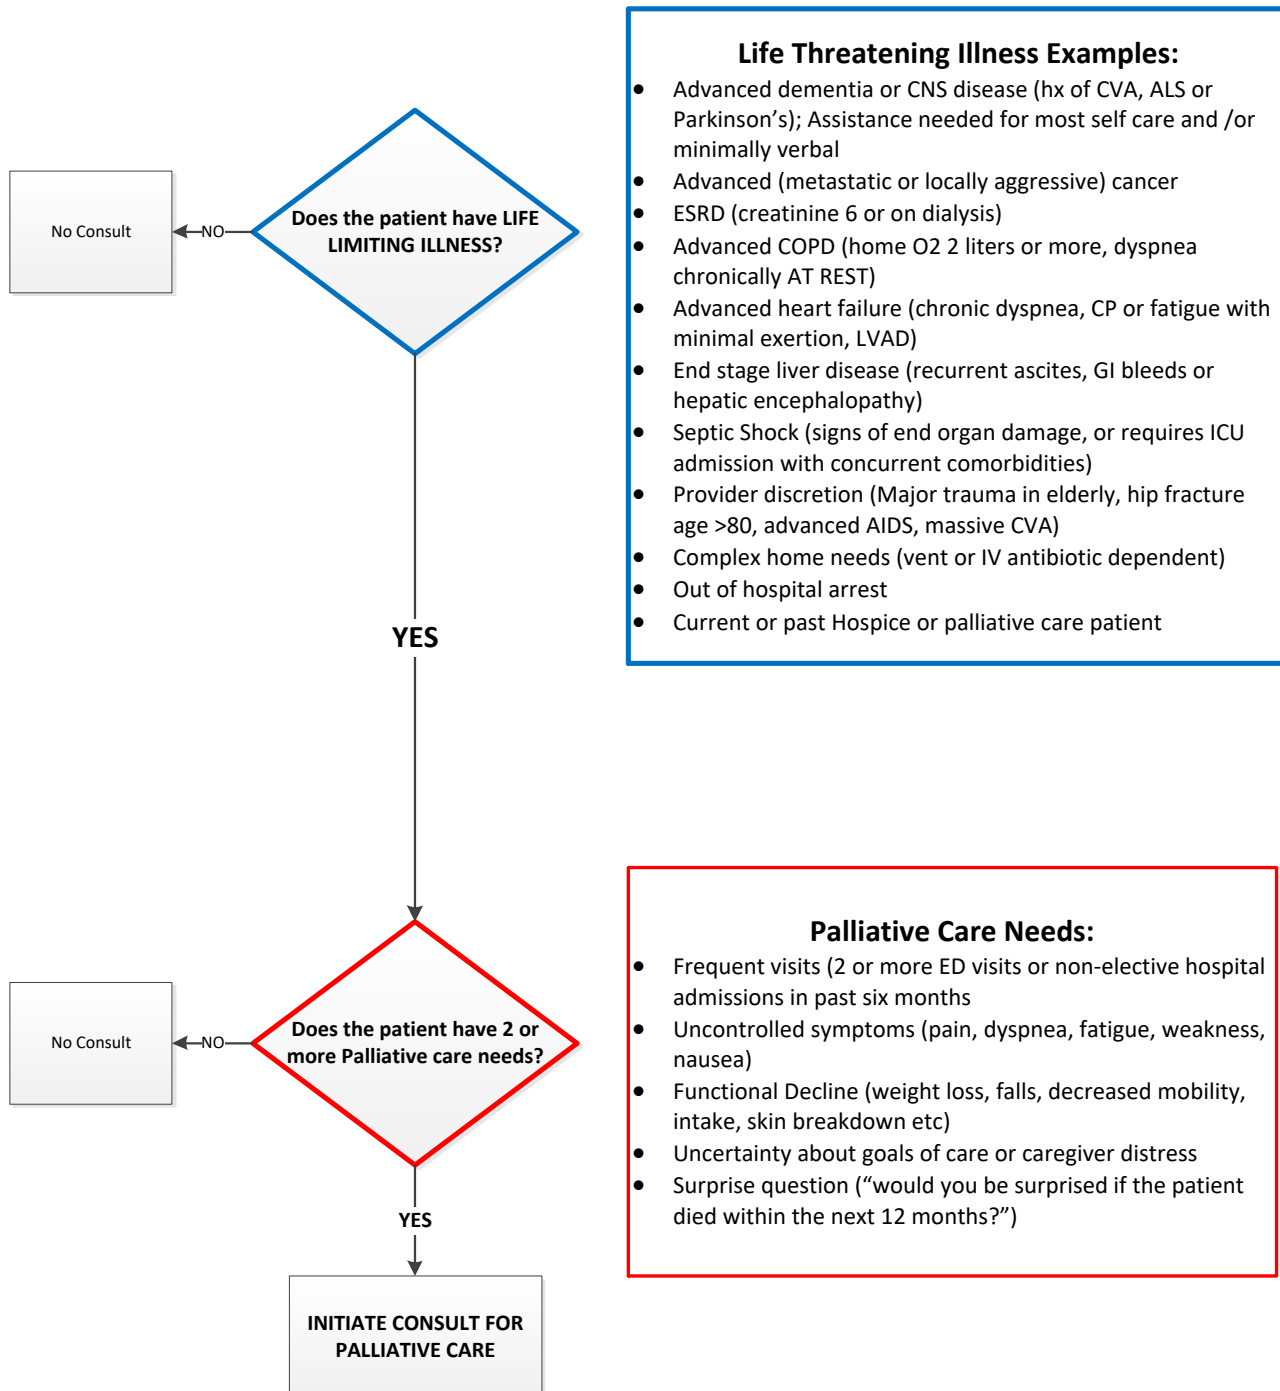 Life Threatening Illness Examples:
• Advanced dementia or CNS disease (hx of CVA, ALS or
Parkinson’s); Assistance needed for most self care and /or
minimally verbal
• Advanced (metastatic or locally aggressive) cancer
• ESRD (creatinine 6 or on dialysis)
• Advanced COPD (home O2 2 liters or more, dyspnea
chronically AT REST)
• Advanced heart failure (chronic dyspnea, CP or fatigue with
minimal exertion, LVAD)
• End stage liver disease (recurrent ascites, GI bleeds or
hepatic encephalopathy)
• Septic Shock (signs of end organ damage, or requires ICU
admission with concurrent comorbidities)
• Provider discretion (Major trauma in elderly, hip fracture
age >80, advanced AIDS, massive CVA)
• Complex home needs (vent or IV antibiotic dependent)
• Out of hospital arrest
• Current or past Hospice or palliative care patient
Does the patient have LIFE
LIMITING ILLNESS?
NO
No Consult
YES
Palliative Care Needs:
• Frequent visits (2 or more ED visits or non-elective hospital
admissions in past six months
• Uncontrolled symptoms (pain, dyspnea, fatigue, weakness,
nausea)
• Functional Decline (weight loss, falls, decreased mobility,
intake, skin breakdown etc)
• Uncertainty about goals of care or caregiver distress
• Surprise question (“would you be surprised if the patient
died within the next 12 months?”)
Does the patient have 2 or
more Palliative care needs?
NO
No Consult
YES
INITIATE CONSULT FOR
PALLIATIVE CARE